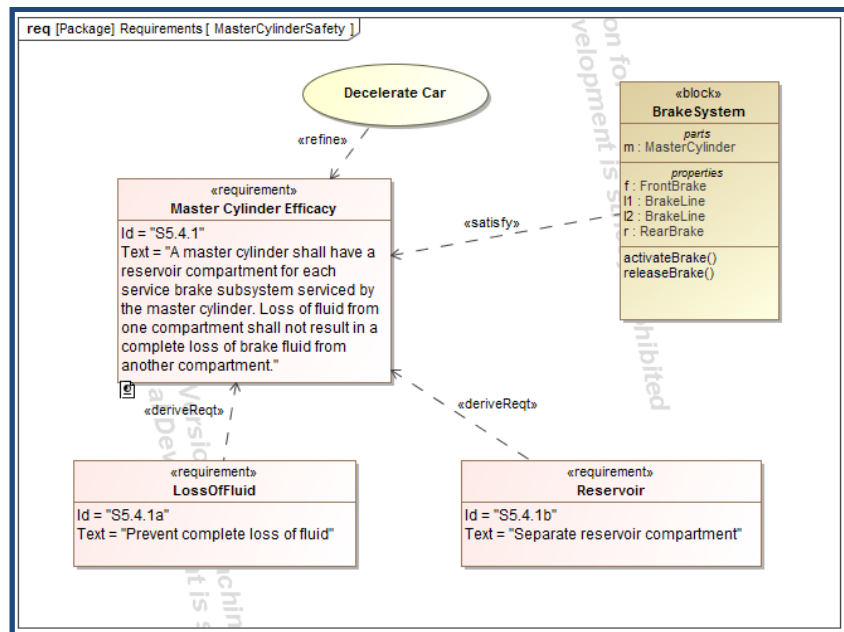 req [Package] Requirements [ MasterCylinderSafety ]
Decelerate Car
«refine»
«block»
BrakeSystem
parts
m : MasterCylinder
properties
f : FrontBrake
l1 : BrakeLine
l2 : BrakeLine
r : RearBrake
activateBrake()
releaseBrake()
«satisfy»
«requirement»
Master Cylinder Efficacy
Id = "S5.4.1"
Text = "A master cylinder shall have a
reservoir compartment for each
service brake subsystem serviced by
the master cylinder. Loss of fluid from
one compartment shall not result in a
complete loss of brake fluid from
another compartment."
«deriveReqt»
«deriveReqt»
«requirement»
LossOfFluid
Id = "S5.4.1a"
Text = "Prevent complete loss of fluid"
«requirement»
Reservoir
Id = "S5.4.1b"
Text = "Separate reservoir compartment"